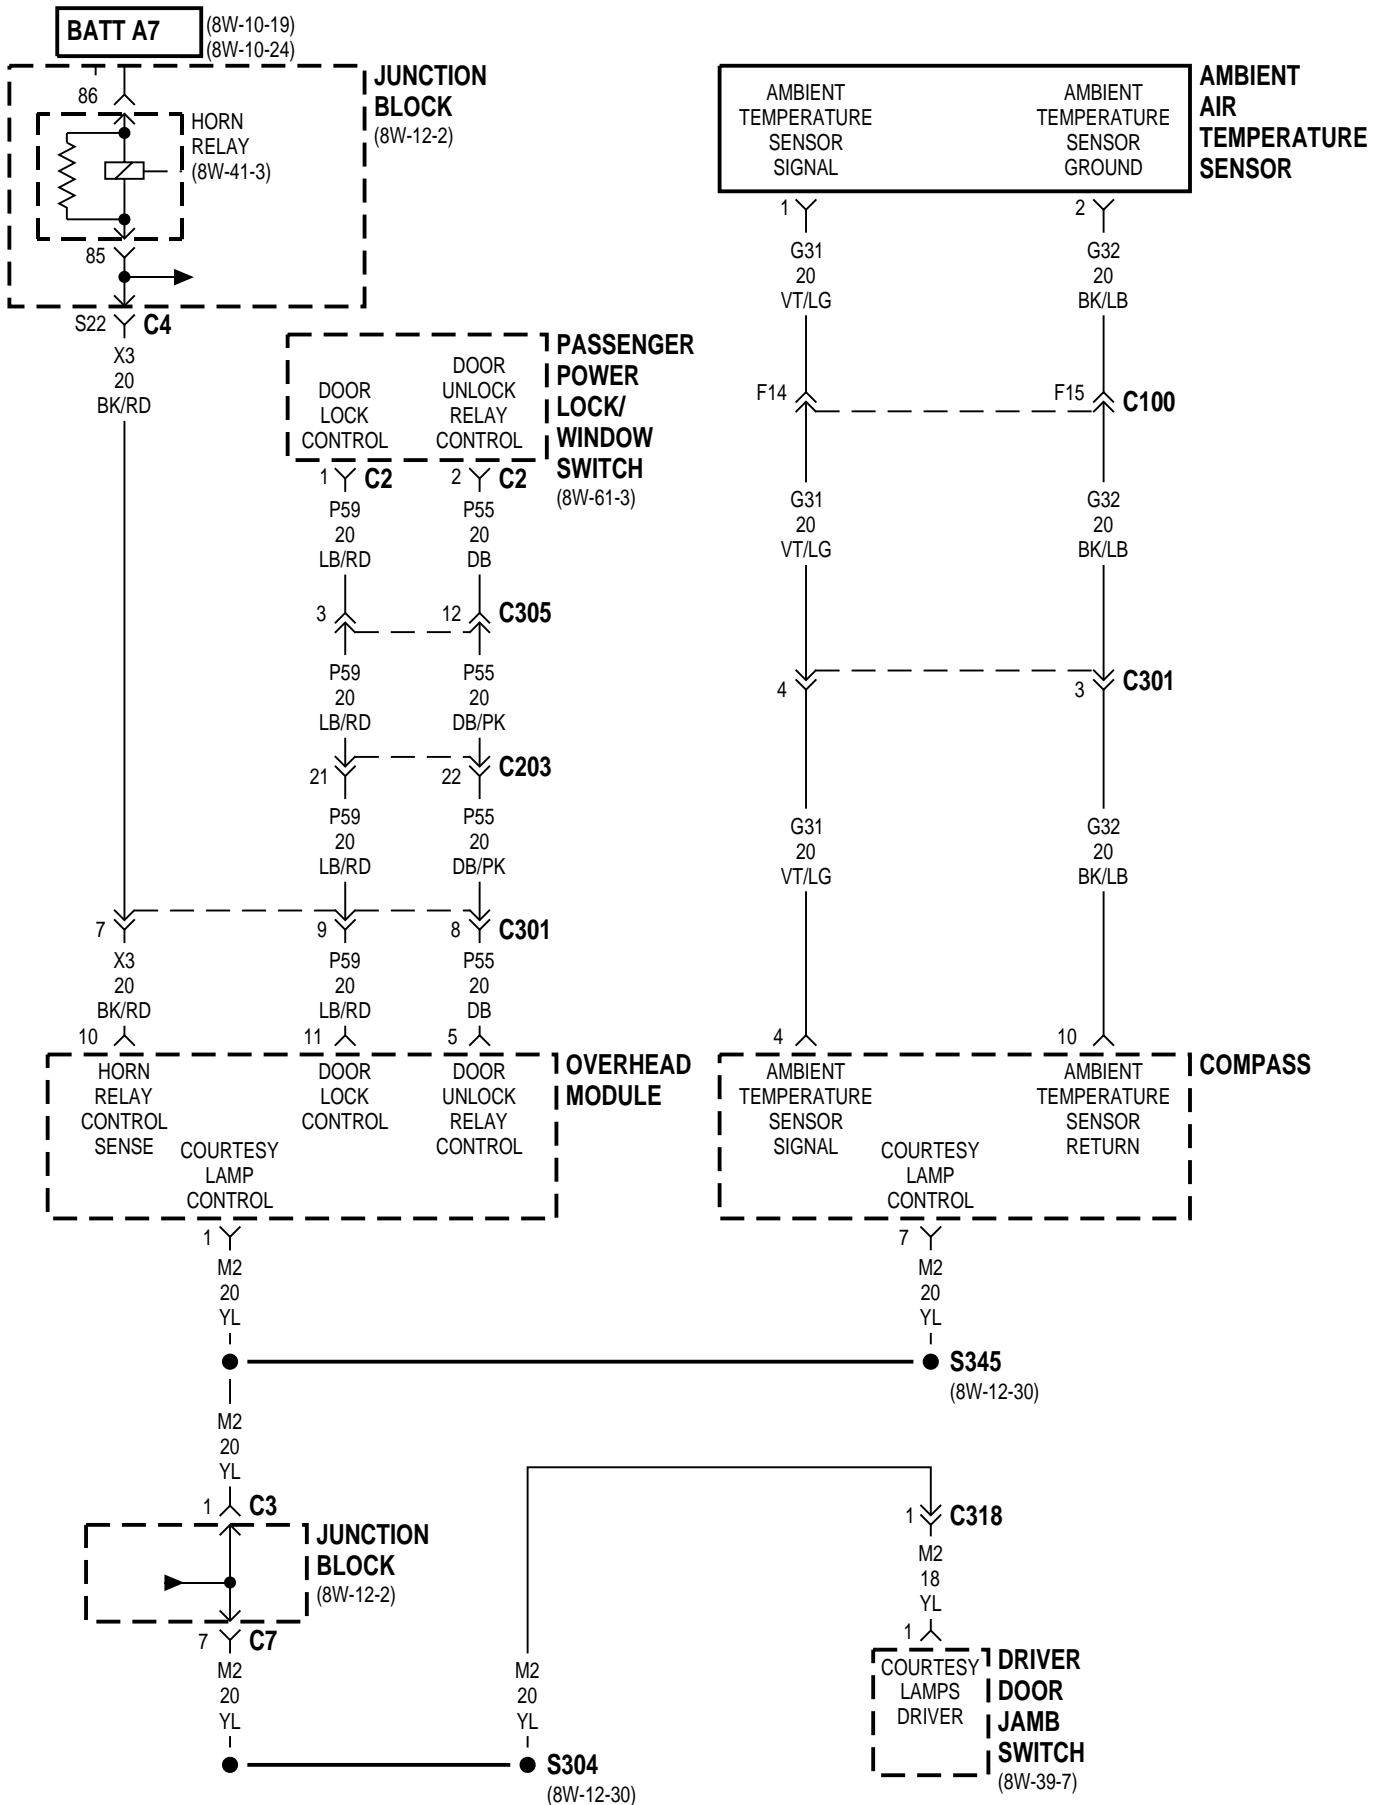 BATT A7
(8W-10-19)
(8W-10-24)
JUNCTION
BLOCK
(8W-12-2)
86
HORN
RELAY
(8W-41-3)
85
S22
C4
X3
20
BK/RD
PASSENGER
POWER
LOCK/
WINDOW
SWITCH
(8W-61-3)
DOOR
LOCK
CONTROL
DOOR
UNLOCK
RELAY
CONTROL
1
C2
2
C2
P59
20
LB/RD
P55
20
DB
3
12
C305
P59
20
LB/RD
P55
20
DB/PK
21
22
C203
P59
20
LB/RD
P55
20
DB/PK
7
9
8
C301
X3
20
BK/RD
P59
20
LB/RD
P55
20
DB
10
11
5
OVERHEAD
MODULE
HORN
RELAY
CONTROL
SENSE
DOOR
LOCK
CONTROL
DOOR
UNLOCK
RELAY
CONTROL
COURTESY
LAMP
CONTROL
1
M2
20
YL
AMBIENT
TEMPERATURE
SENSOR
SIGNAL
AMBIENT
TEMPERATURE
SENSOR
GROUND
AMBIENT
AIR
TEMPERATURE
SENSOR
1
2
G31
20
VT/LG
G32
20
BK/LB
F14
F15
C100
G31
20
VT/LG
G32
20
BK/LB
4
3
C301
G31
20
VT/LG
G32
20
BK/LB
4
10
COMPASS
AMBIENT
TEMPERATURE
SENSOR
SIGNAL
AMBIENT
TEMPERATURE
SENSOR
RETURN
COURTESY
LAMP
CONTROL
7
M2
20
YL
S345
(8W-12-30)
M2
20
YL
1
C3
JUNCTION
BLOCK
(8W-12-2)
7
C7
M2
20
YL
M2
20
YL
S304
(8W-12-30)
1
C318
M2
18
YL
1
COURTESY
LAMPS
DRIVER
DRIVER
DOOR
JAMB
SWITCH
(8W-39-7)